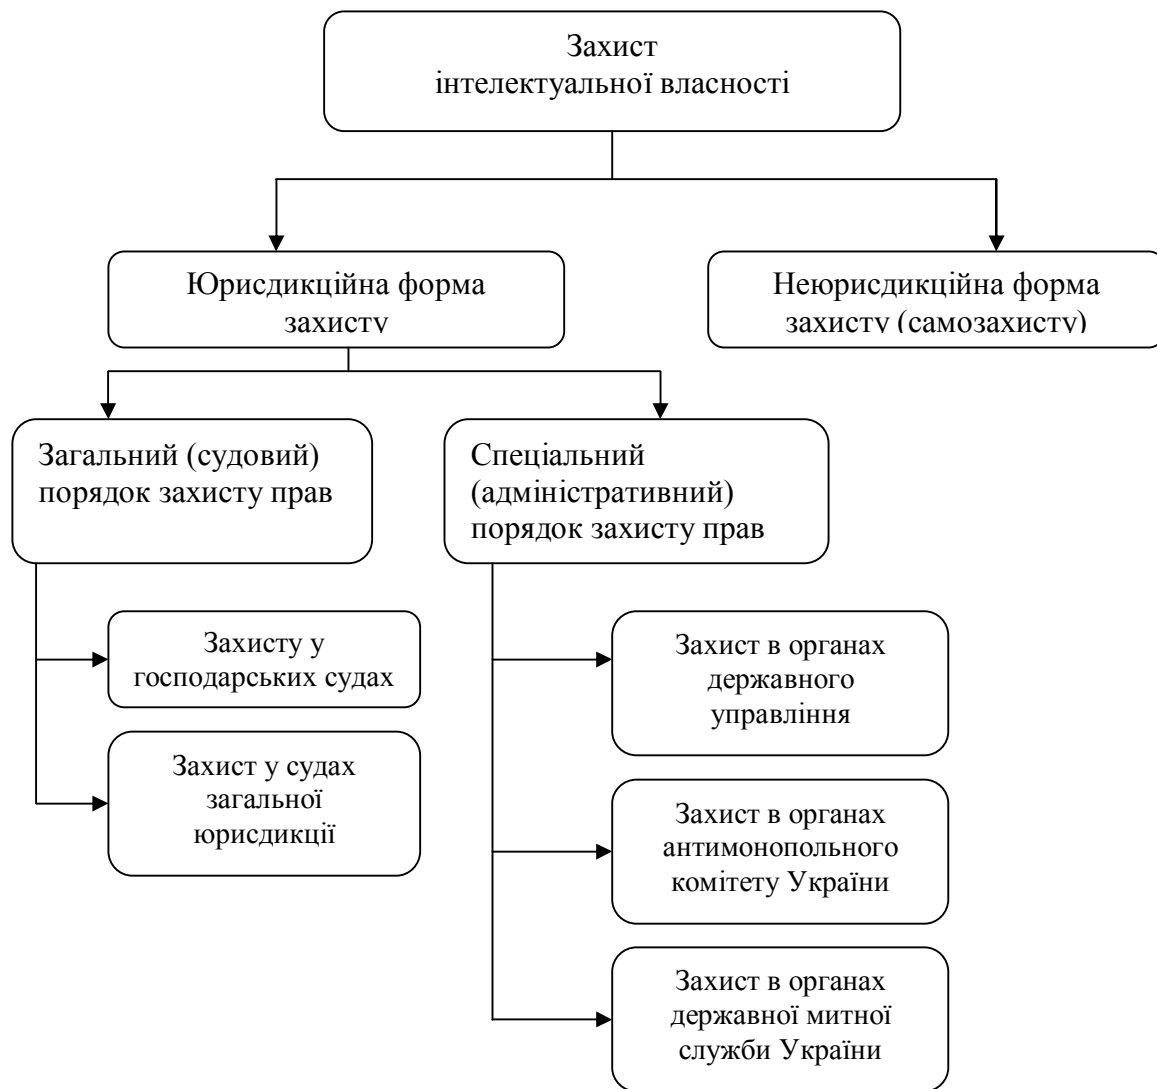 Захист
інтелектуальної власності
Юрисдикційна форма
захисту
Неюрисдикційна форма
захисту (самозахисту)
Загальний (судовий)
порядок захисту прав
Спеціальний
(адміністративний)
порядок захисту прав
Захисту у
господарських судах
Захист у судах
загальної
юрисдикції
Захист в органах
державного
управління
Захист в органах
антимонопольного
комітету України
Захист в органах
державної митної
служби України